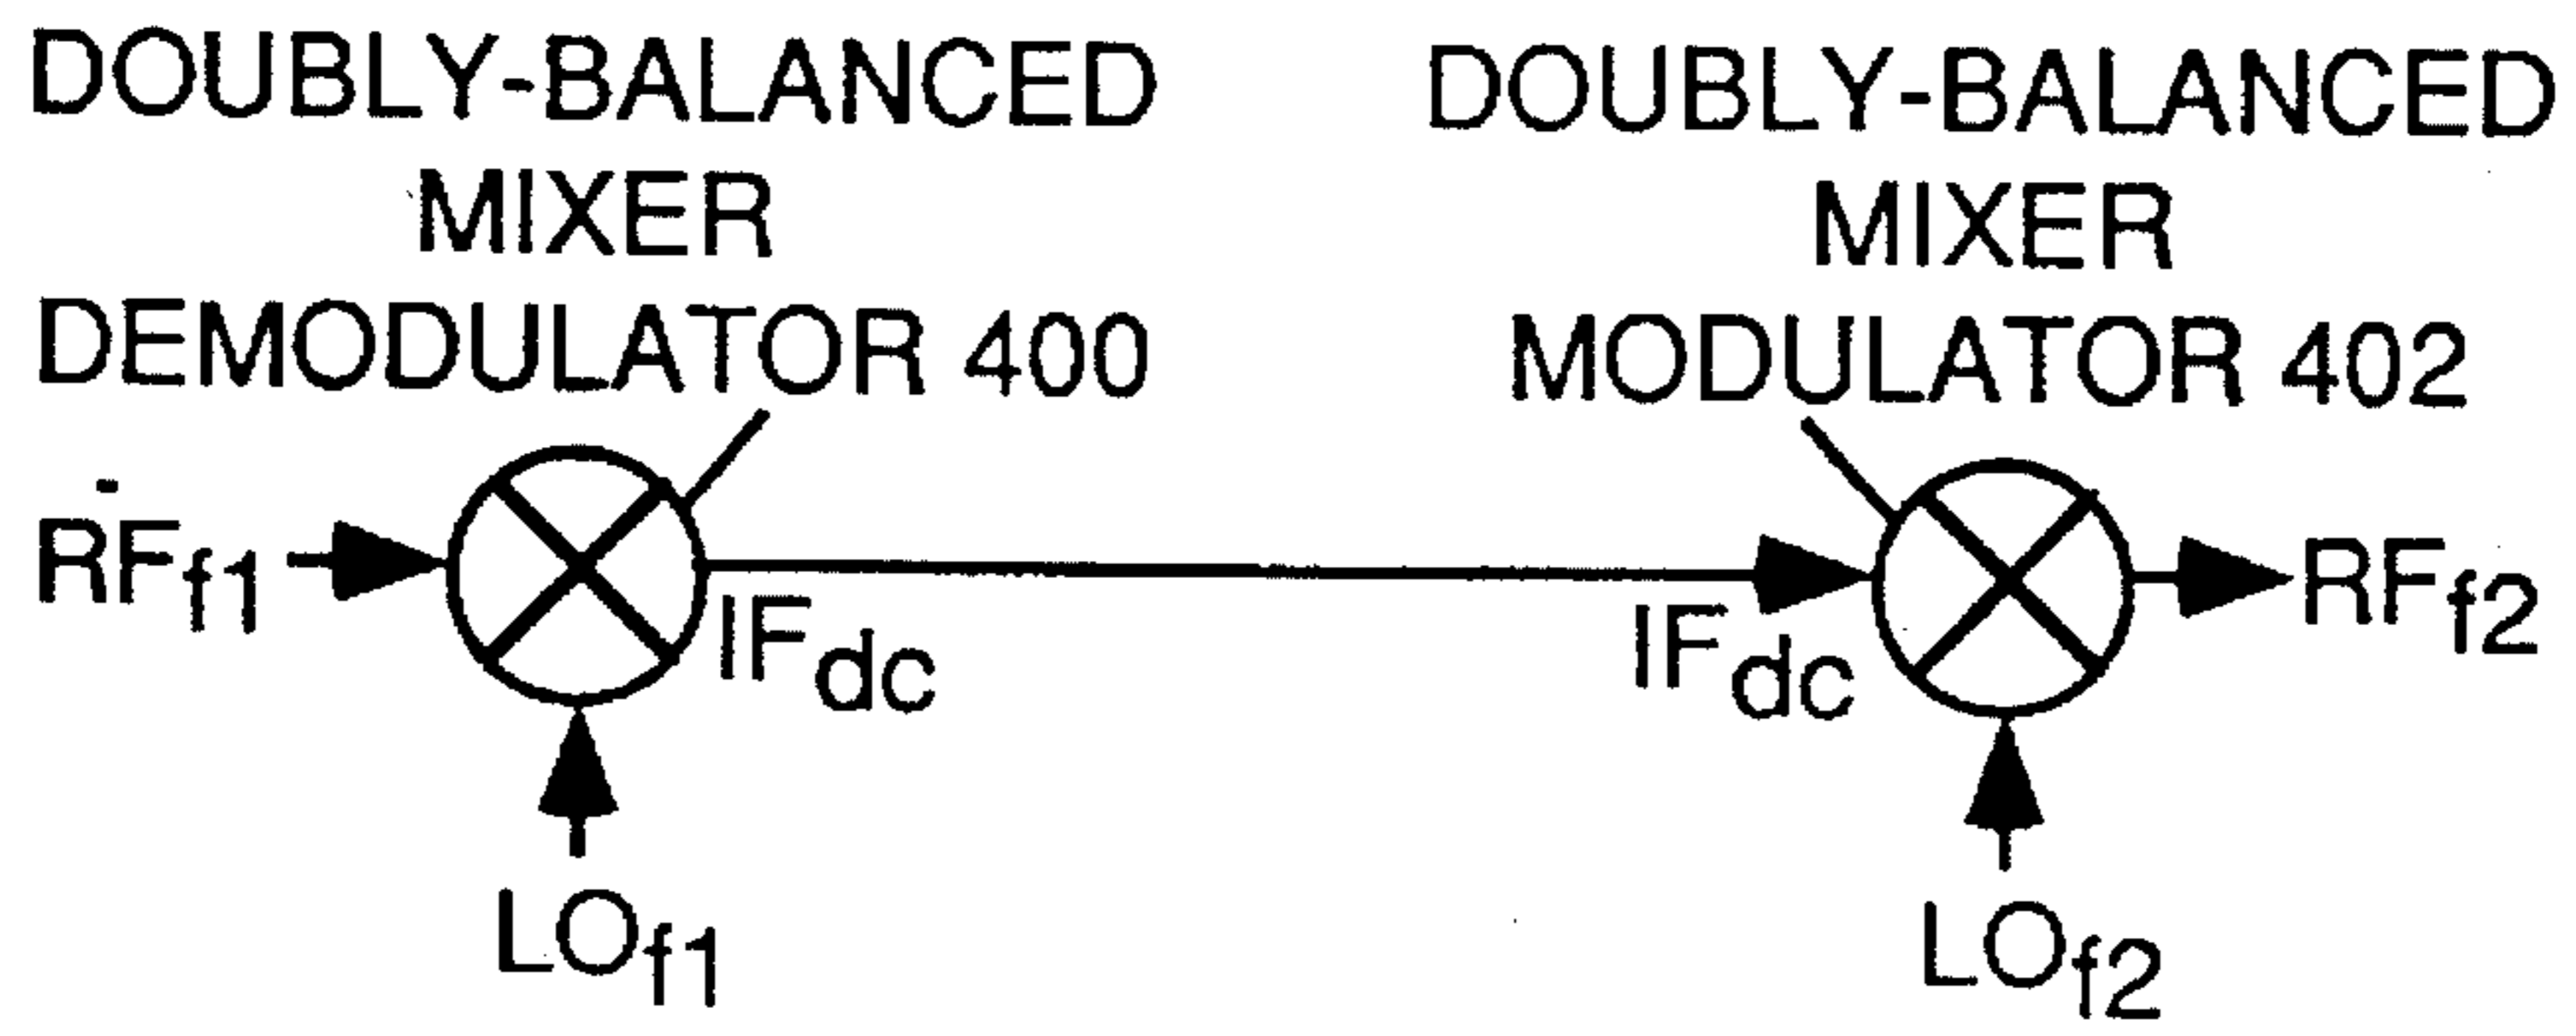 DOUBLY-BALANCED
MIXER
DEMODULATOR 400
DOUBLY-BALANCED
MIXER
MODULATOR 402
RFf1
IFdc
IFdc
RFf2
LOf1
LOf2